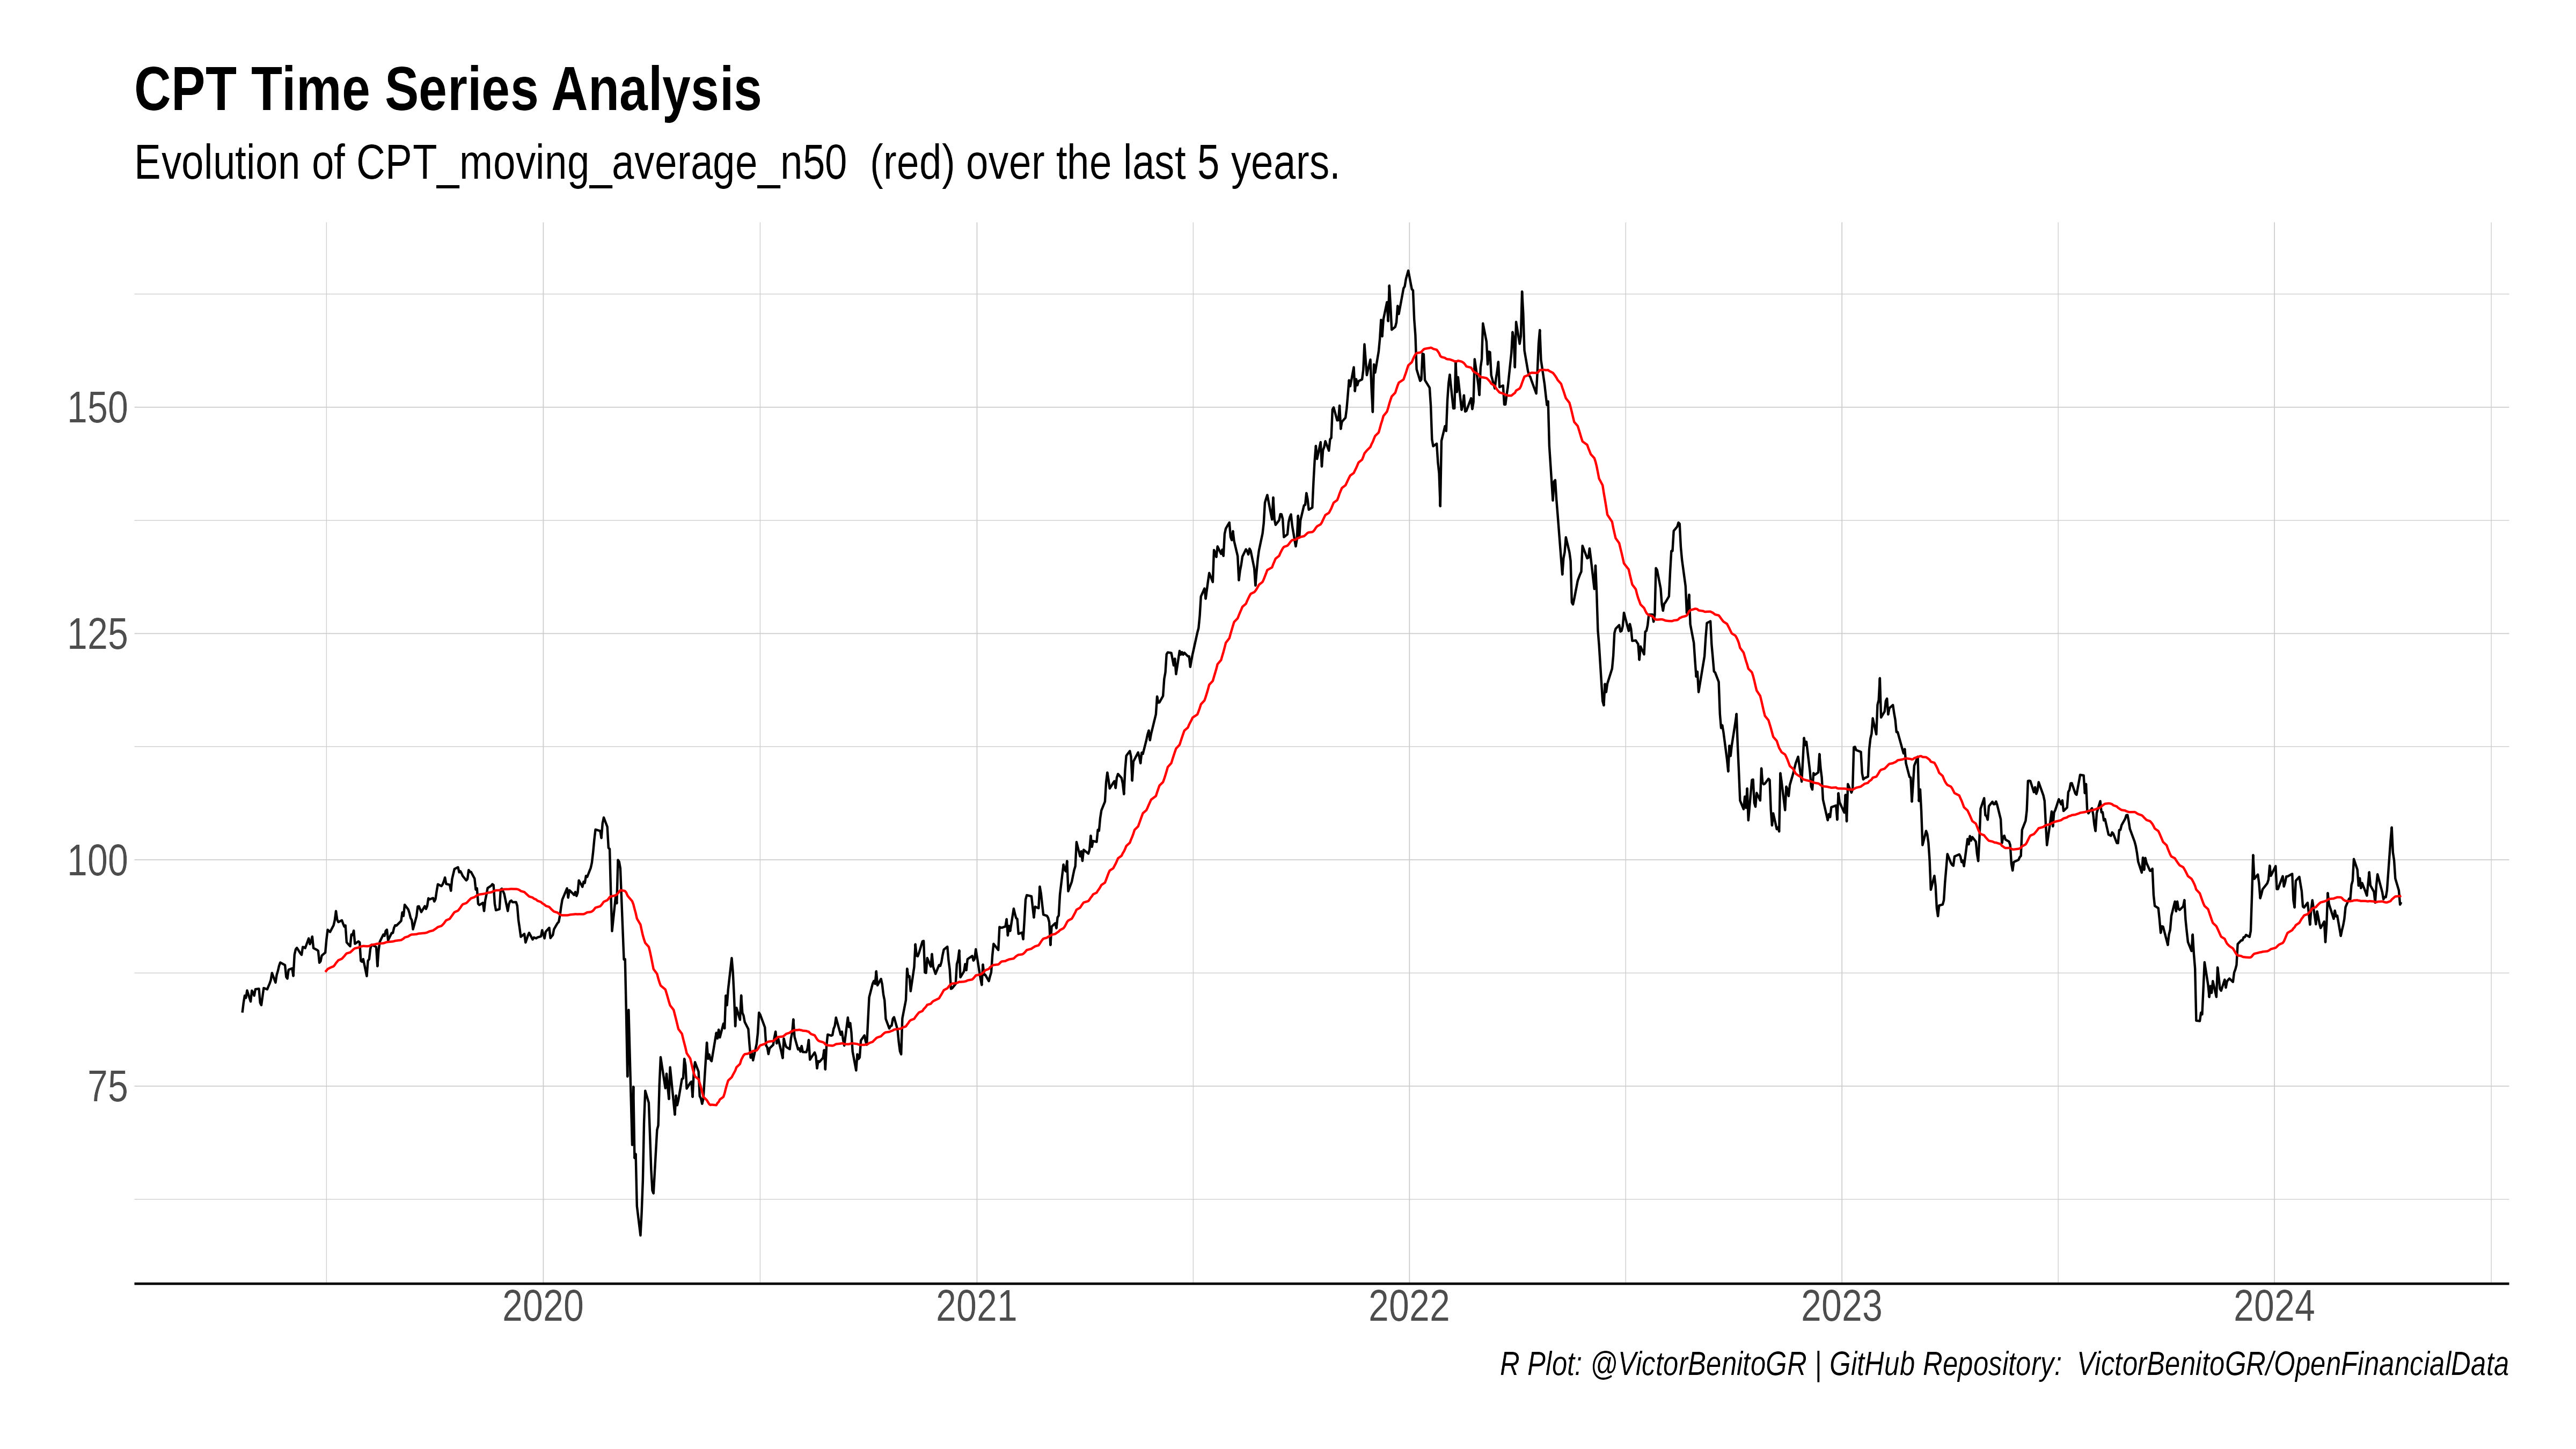 CPT Time Series Analysis
Evolution of CPT_moving_average_n50  (red) over the last 5 years.
150
125
100
75
2020 2021 2022 2023 2024
R Plot: @VictorBenitoGR | GitHub Repository:  VictorBenitoGR/OpenFinancialData